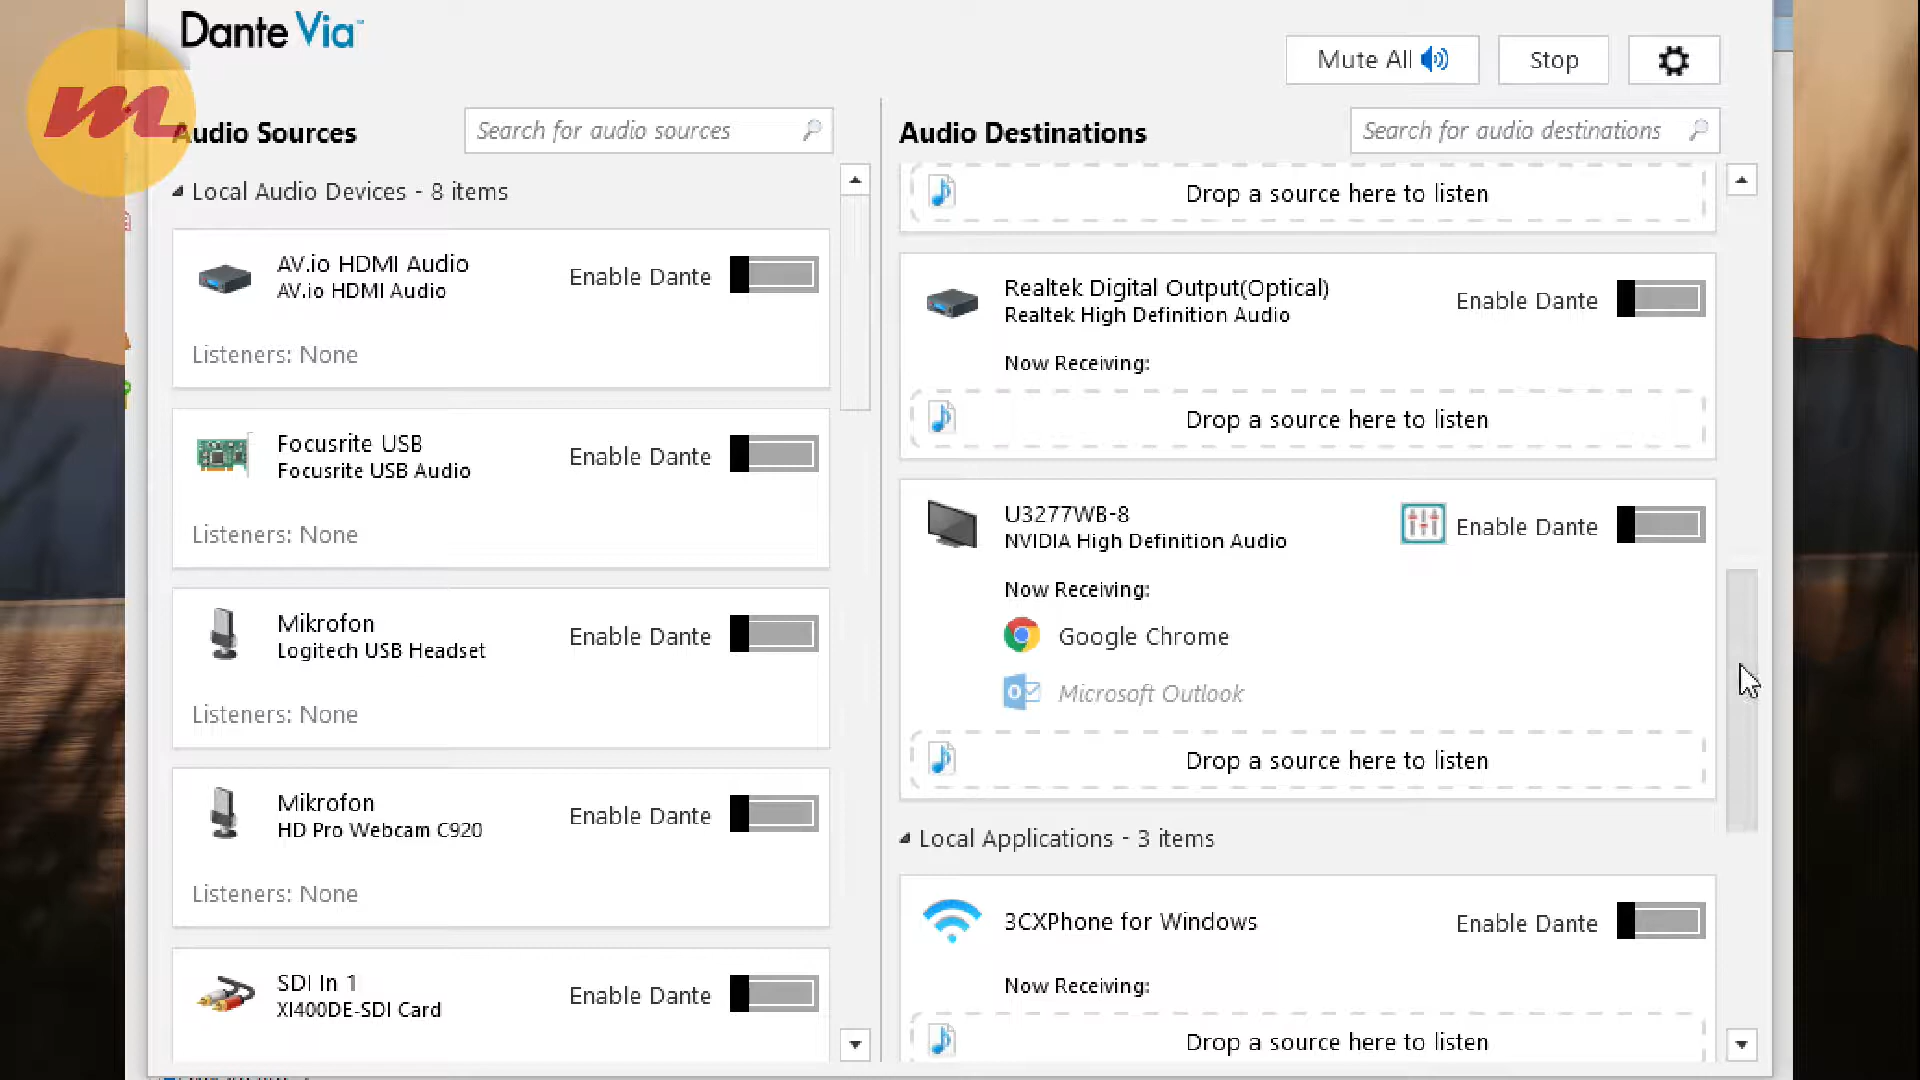 Dante Via™
Mute All
Stop
m
Audio Sources
Search for audio sources
Local Audio Devices - 8 items
AV.io HDMI Audio
AV.io HDMI Audio
Enable Dante
Listeners: None
Focusrite USB
Focusrite USB Audio
Enable Dante
Listeners: None
Mikrofon
Logitech USB Headset
Enable Dante
Listeners: None
Mikrofon
HD Pro Webcam C920
Enable Dante
Listeners: None
SDI In 1
XI400DE-SDI Card
Enable Dante
Audio Destinations
Search for audio destinations
Drop a source here to listen
Realtek Digital Output(Optical)
Realtek High Definition Audio
Enable Dante
Now Receiving:
Drop a source here to listen
U3277WB-8
NVIDIA High Definition Audio
Enable Dante
Now Receiving:
Google Chrome
Microsoft Outlook
Drop a source here to listen
Local Applications - 3 items
3CXPhone for Windows
Enable Dante
Now Receiving:
Drop a source here to listen